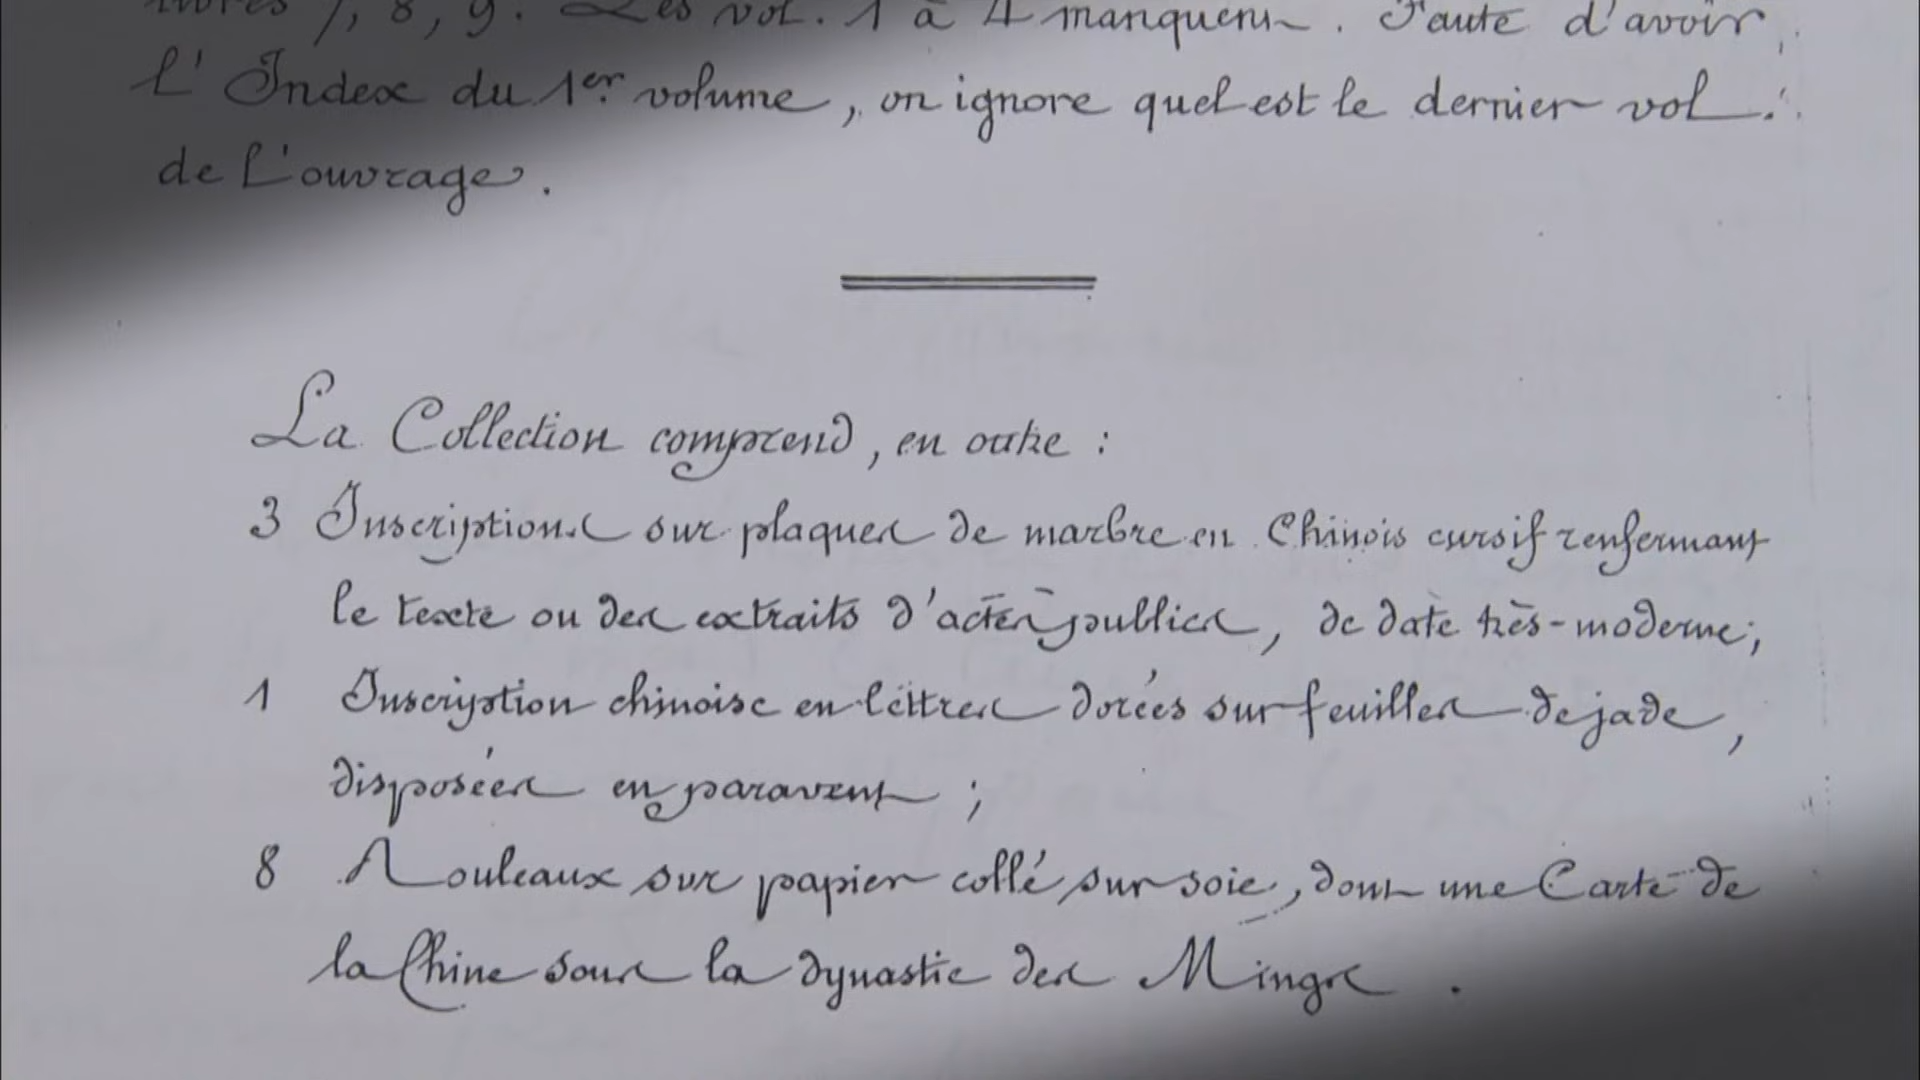 livres 7, 8, 9. Les vol. 1 à 4 manquent. Faute d'avoir
l'Index du 1er volume, on ignore quel est le dernier vol.
de l'ouvrage.
La Collection comprend, en outre :
3 Inscriptions sur plaques de marbre en Chinois cursif renfermant
le texte ou des extraits d'actes publics, de date très-moderne;
1 Inscription chinoise en lettres dorées sur feuilles de jade,
disposées en paravent ;
8 Rouleaux sur papier collé sur soie, dont une Carte de
la Chine sous la dynastie des Mings .